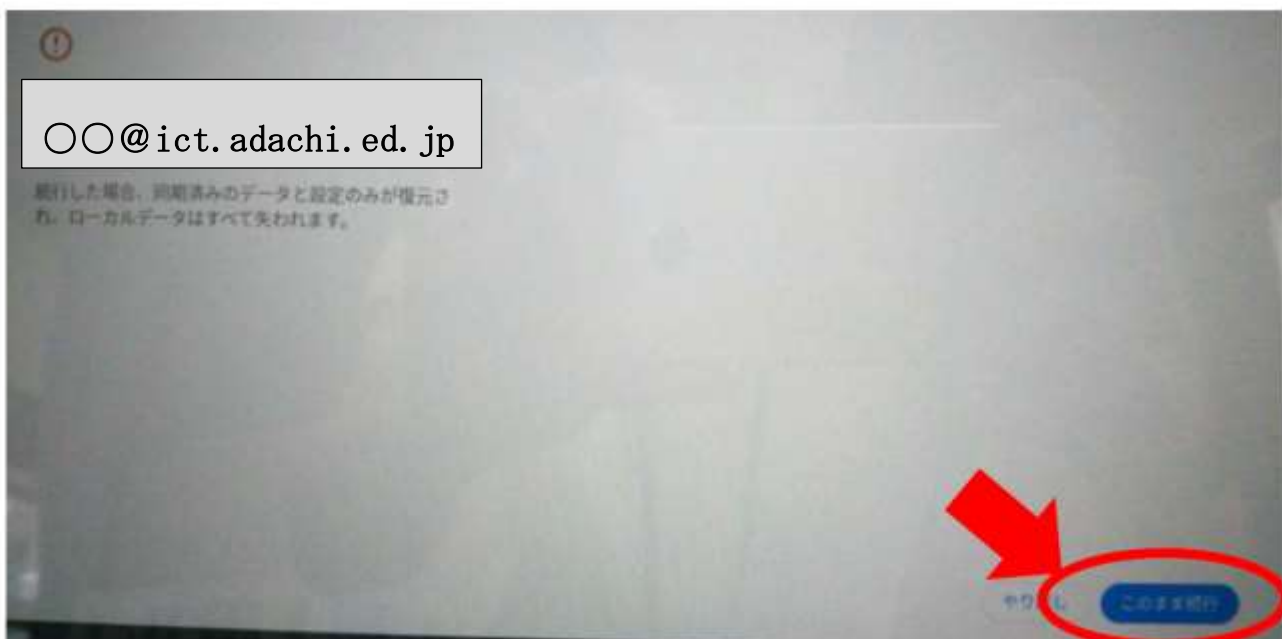 ○○@ict.adachi.ed.jp
続行した場合、同期済みのデータと設定のみが復元さ
れ、ローカルデータはすべて失われます。
このまま続行